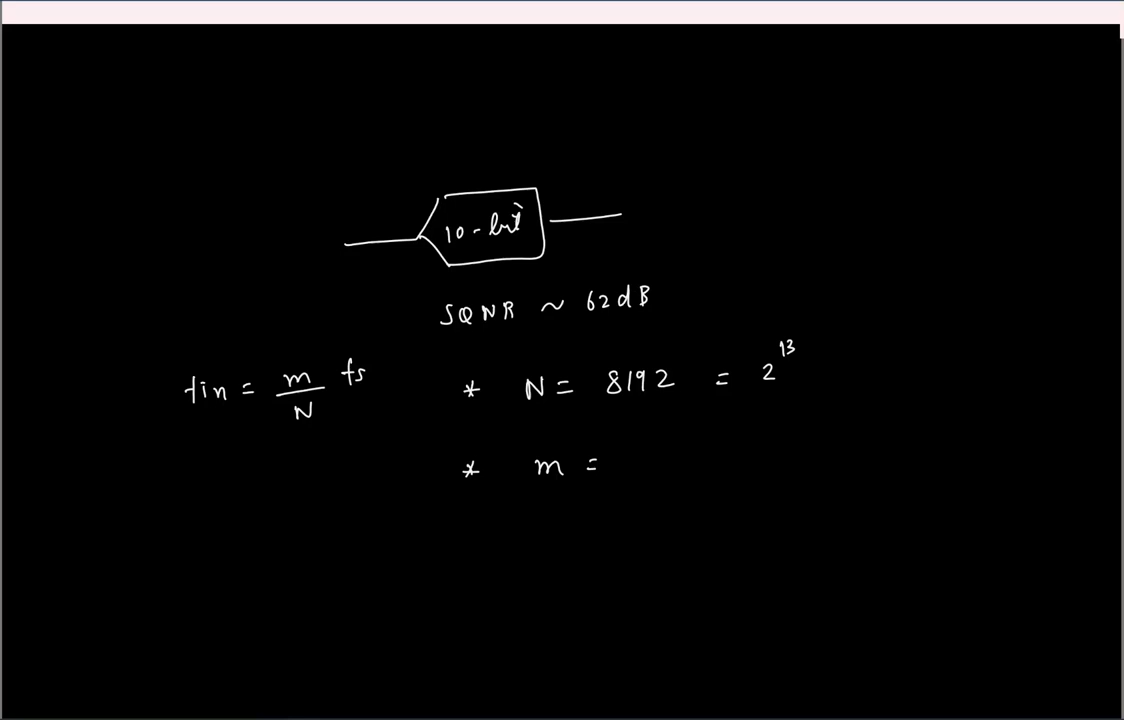 10-bit
SQNR ~ 62dB
fin = m/N fs
* N = 8192 = 2^13
* m =